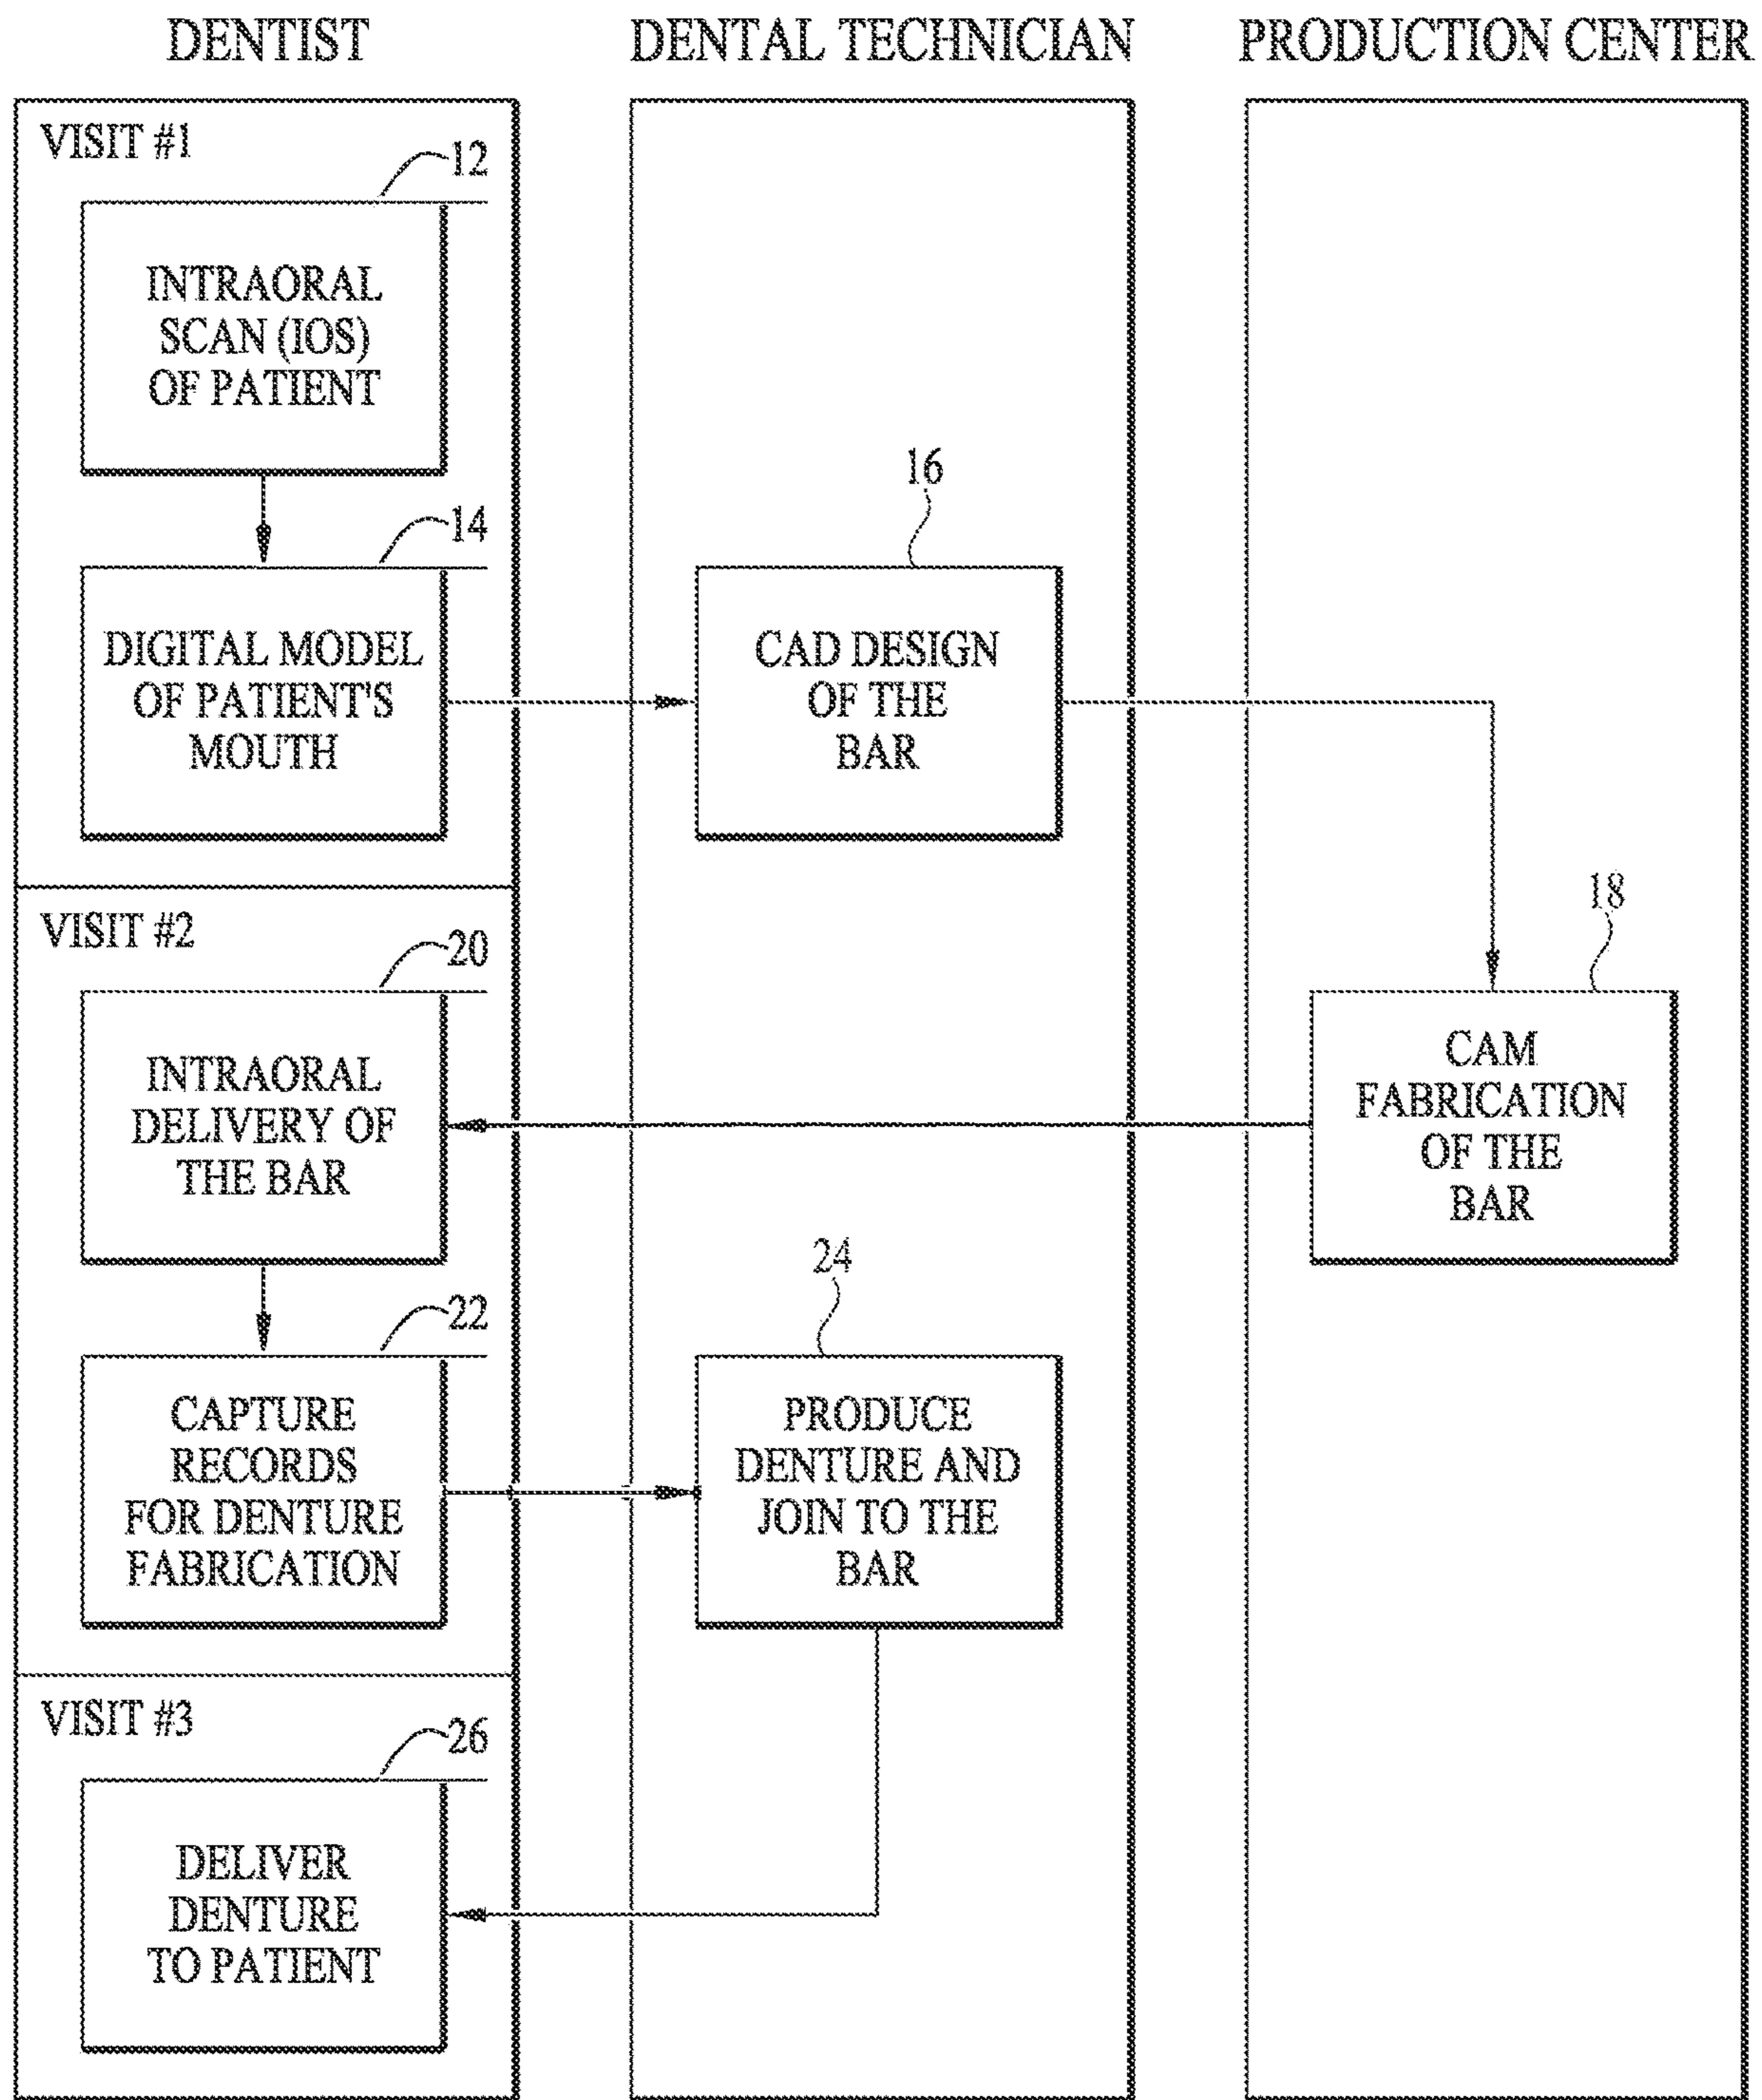 DENTIST
DENTAL TECHNICIAN
PRODUCTION CENTER
VISIT #1
12
INTRAORAL
SCAN (IOS)
OF PATIENT
14
DIGITAL MODEL
OF PATIENT'S
MOUTH
16
CAD DESIGN
OF THE
BAR
18
CAM
FABRICATION
OF THE
BAR
VISIT #2
20
INTRAORAL
DELIVERY OF
THE BAR
22
CAPTURE
RECORDS
FOR DENTURE
FABRICATION
24
PRODUCE
DENTURE AND
JOIN TO THE
BAR
VISIT #3
26
DELIVER
DENTURE
TO PATIENT